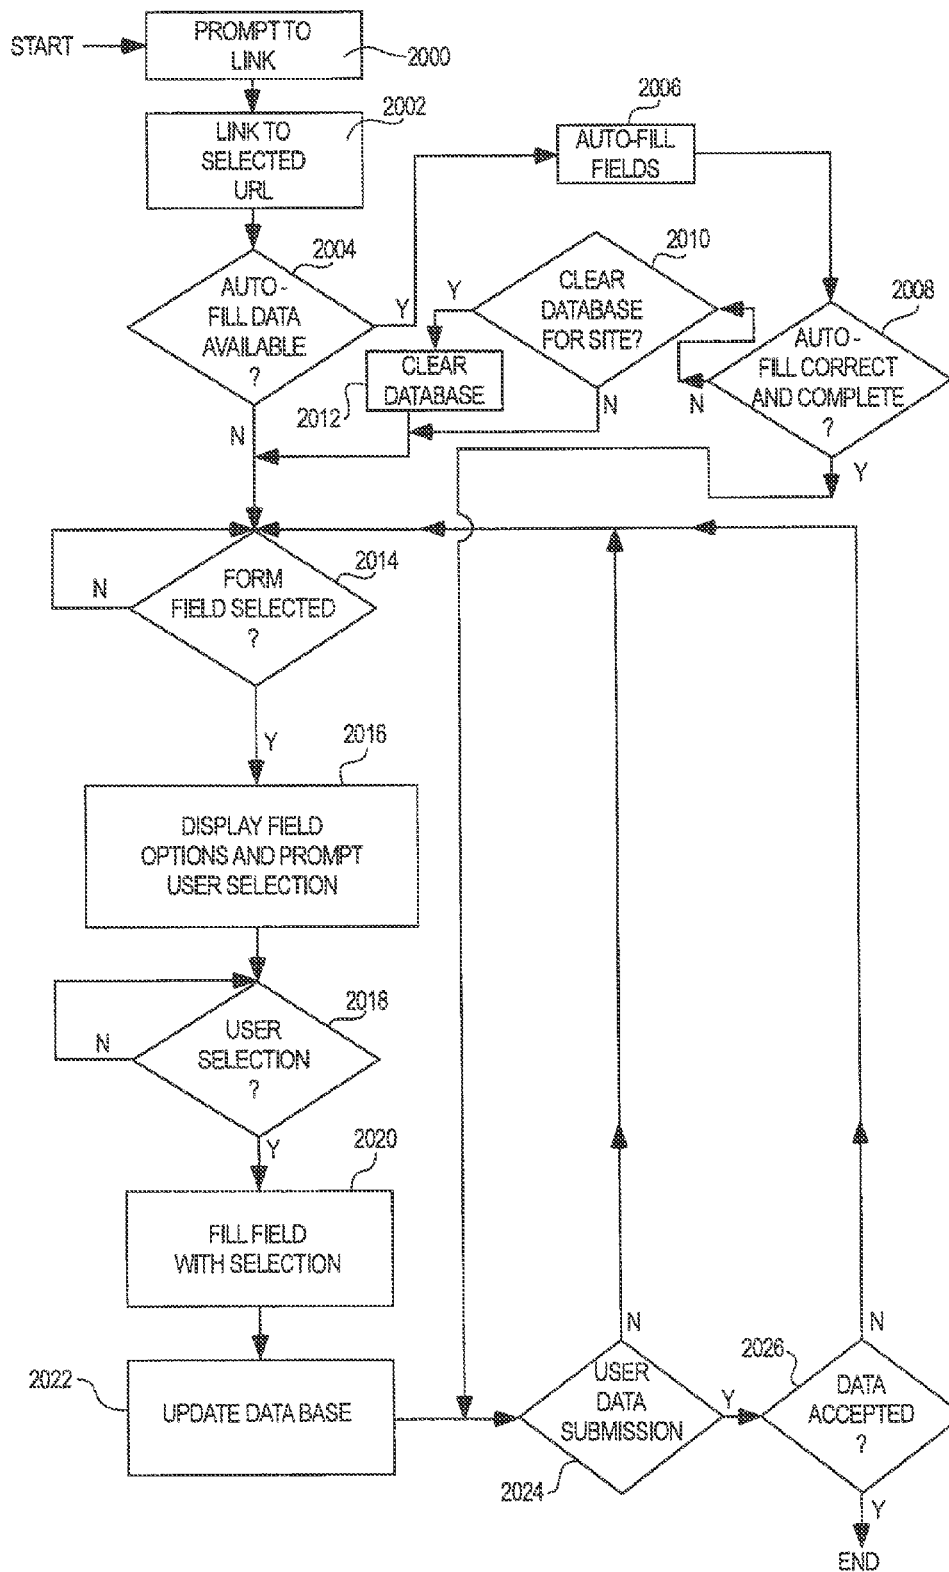 START
PROMPT TO
LINK
2000
LINK TO
SELECTED
URL
2002
AUTO -
FILL DATA
AVAILABLE
?
2004
Y
N
AUTO-FILL
FIELDS
2006
AUTO -
FILL CORRECT
AND COMPLETE
?
2008
N
Y
CLEAR
DATABASE
FOR SITE?
2010
Y
N
CLEAR
DATABASE
2012
FORM
FIELD SELECTED
?
2014
N
Y
DISPLAY FIELD
OPTIONS AND PROMPT
USER SELECTION
2016
USER
SELECTION
?
2018
N
Y
FILL FIELD
WITH SELECTION
2020
UPDATE DATA BASE
2022
USER
DATA
SUBMISSION
2024
N
Y
DATA
ACCEPTED
?
2026
N
Y
END